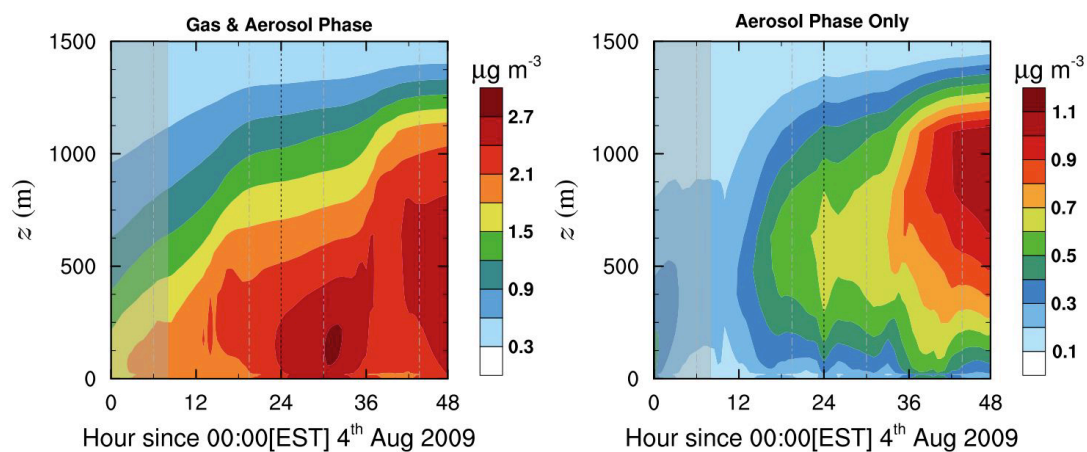 Gas & Aerosol Phase
1500
1000
500
0
z (m)
0 12 24 36 48
Hour since 00:00[EST] 4th Aug 2009
μg m-3
2.7
2.1
1.5
0.9
0.3
Aerosol Phase Only
1500
1000
500
0
z (m)
0 12 24 36 48
Hour since 00:00[EST] 4th Aug 2009
μg m-3
1.1
0.9
0.7
0.5
0.3
0.1